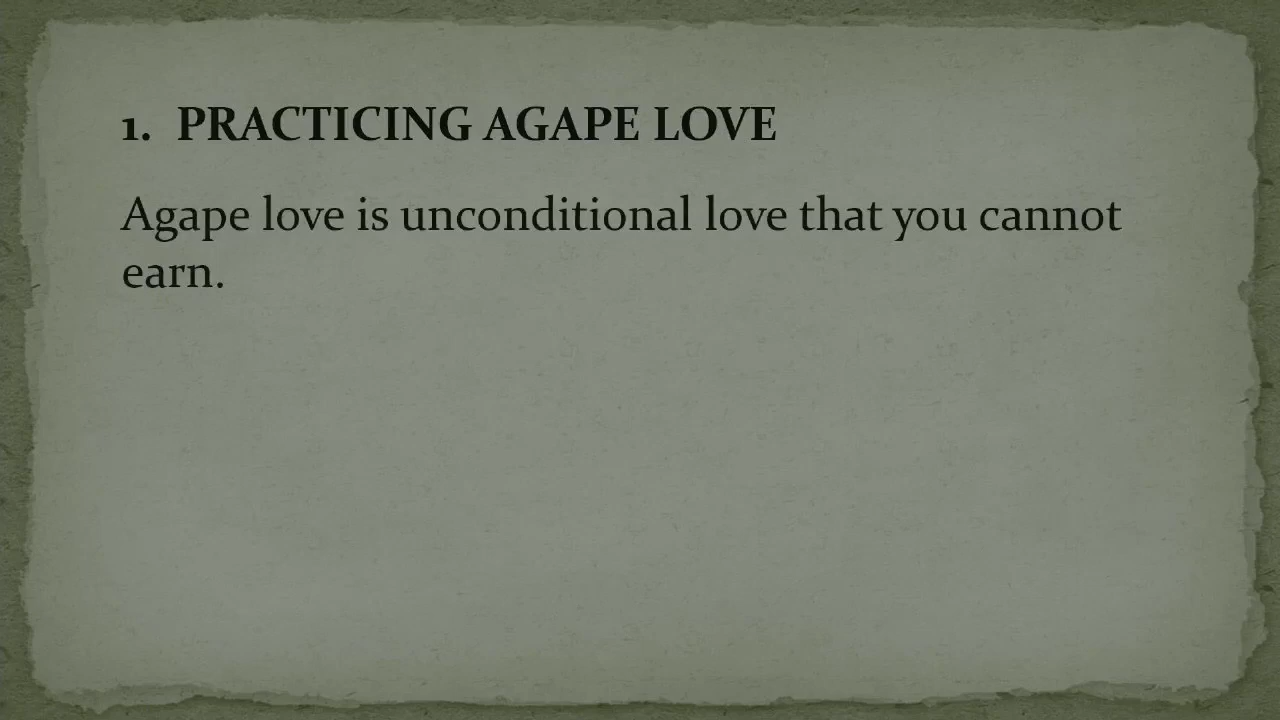 1. PRACTICING AGAPE LOVE
Agape love is unconditional love that you cannot
earn.